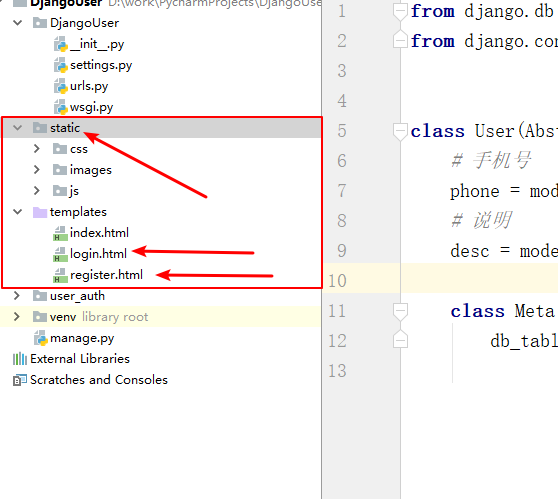 DjangoUser D:\work\PycharmProjects\DjangoUser
DjangoUser
__init__.py
settings.py
urls.py
wsgi.py
static
css
images
js
templates
index.html
login.html
register.html
user_auth
venv library root
manage.py
External Libraries
Scratches and Consoles
1 from django.db
2 from django.con
3
4
5 class User(Abst
6 # 手机号
7 phone = mod
8 # 说明
9 desc = mode
10
11 class Meta
12 db_tabl
13